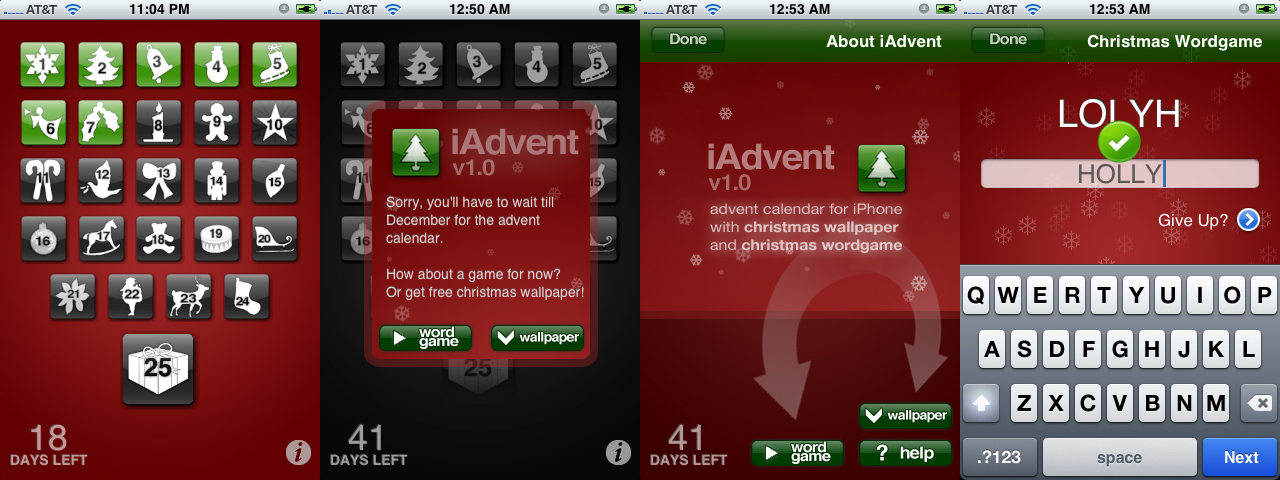 AT&T 11:04 PM
1 2 3 4 5
6 7 8 9 10
11 12 13 14 15
16 17 18 19 20
21 22 23 24
25
18
DAYS LEFT
i
AT&T 12:50 AM
1 2 3 4 5
10
11 15
16
iAdvent
v1.0
Sorry, you'll have to wait till
December for the advent
calendar.
How about a game for now?
Or get free christmas wallpaper!
word
game
wallpaper
25
41
DAYS LEFT
i
AT&T 12:53 AM
Done About iAdvent
iAdvent
v1.0
advent calendar for iPhone
with christmas wallpaper
and christmas wordgame
wallpaper
word
game
? help
41
DAYS LEFT
AT&T 12:53 AM
Done Christmas Wordgame
LOLYH
HOLLY
Give Up?
Q W E R T Y U I O P
A S D F G H J K L
Z X C V B N M
.?123 space Next